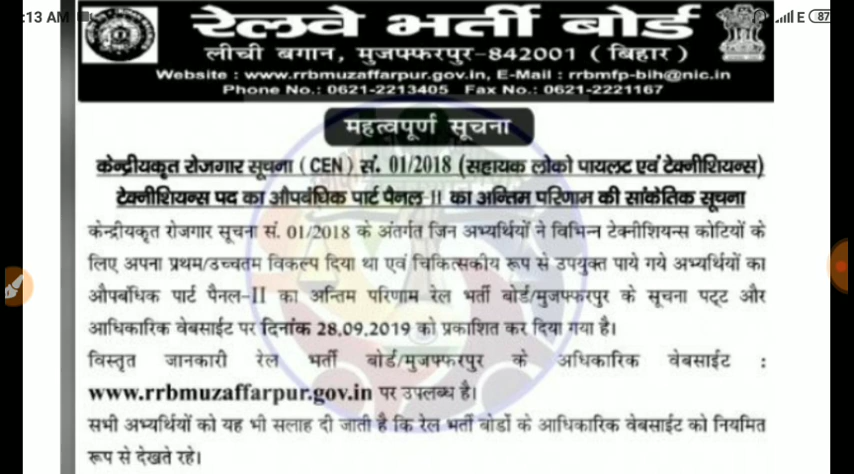 :13 AM
E 87
रेलवे भर्ती बोर्ड
लीची बगान, मुजफ्फरपुर-842001 ( बिहार )
Website : www.rrbmuzaffarpur.gov.in, E-Mail : rrbmfp-bih@nic.in
Phone No.: 0621-2213405 Fax No.: 0621-2221167
महत्वपूर्ण सूचना
केन्द्रीयकृत रोजगार सूचना (CEN) सं. 01/2018 (सहायक लोको पायलट एवं टेक्नीशियन्स)
टेक्नीशियन्स पद का औपबंधिक पार्ट पैनल-II का अन्तिम परिणाम की सांकेतिक सूचना
केन्द्रीयकृत रोजगार सूचना सं. 01/2018 के अंतर्गत जिन अभ्यर्थियों ने विभिन्न टेक्नीशियन्स कोटियों के
लिए अपना प्रथम/उच्चतम विकल्प दिया था एवं चिकित्सकीय रूप से उपयुक्त पाये गये अभ्यर्थियों का
औपबंधिक पार्ट पैनल-II का अन्तिम परिणाम रेल भर्ती बोर्ड/मुजफ्फरपुर के सूचना पट्ट और
आधिकारिक वेबसाईट पर दिनांक 28.09.2019 को प्रकाशित कर दिया गया है।
विस्तृत जानकारी रेल भर्ती बोर्ड/मुजफ्फरपुर के अधिकारिक वेबसाईट :
www.rrbmuzaffarpur.gov.in पर उपलब्ध है।
सभी अभ्यर्थियों को यह भी सलाह दी जाती है कि रेल भर्ती बोर्डो के आधिकारिक वेबसाईट को नियमित
रूप से देखते रहे।